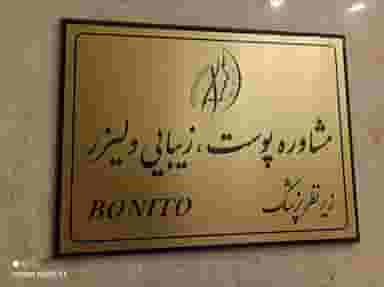 مشاوره پوست، زیبایی و لیزر
زیر نظر پزشک
BONITO